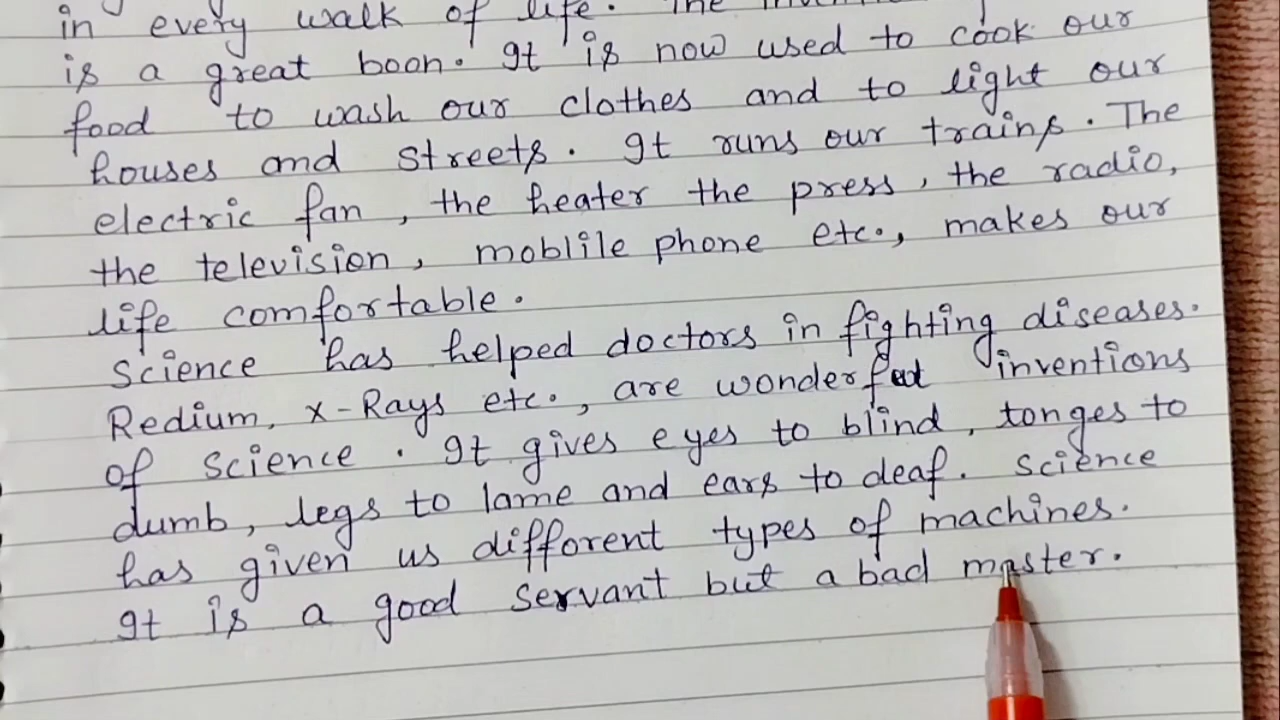 in every walk of life. The
is a great boon. It is now used to cook our
food to wash our clothes and to light our
houses and streets. It runs our trains. The
electric fan, the heater the press, the radio,
the television, moblile phone etc., makes our
life comfortable.
Science has helped doctors in fighting diseases.
Redium, x-Rays etc., are wonderful inventions
of science. It gives eyes to blind, tonges to
dumb, legs to lame and ears to deaf. Science
has given us difforent types of machines.
It is a good servant but a bad master.